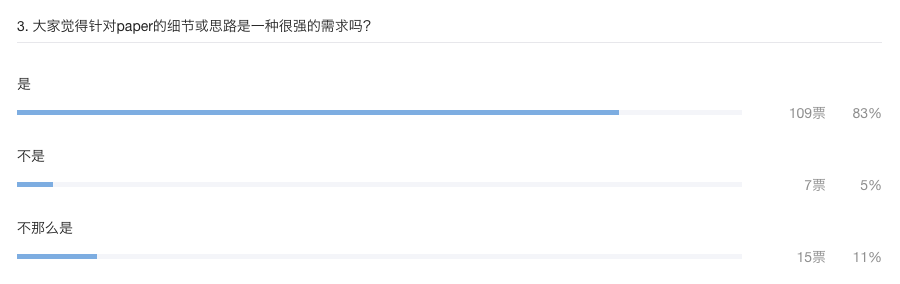 3. 大家觉得针对paper的细节或思路是一种很强的需求吗？
是
109票 83%
不是
7票 5%
不那么是
15票 11%